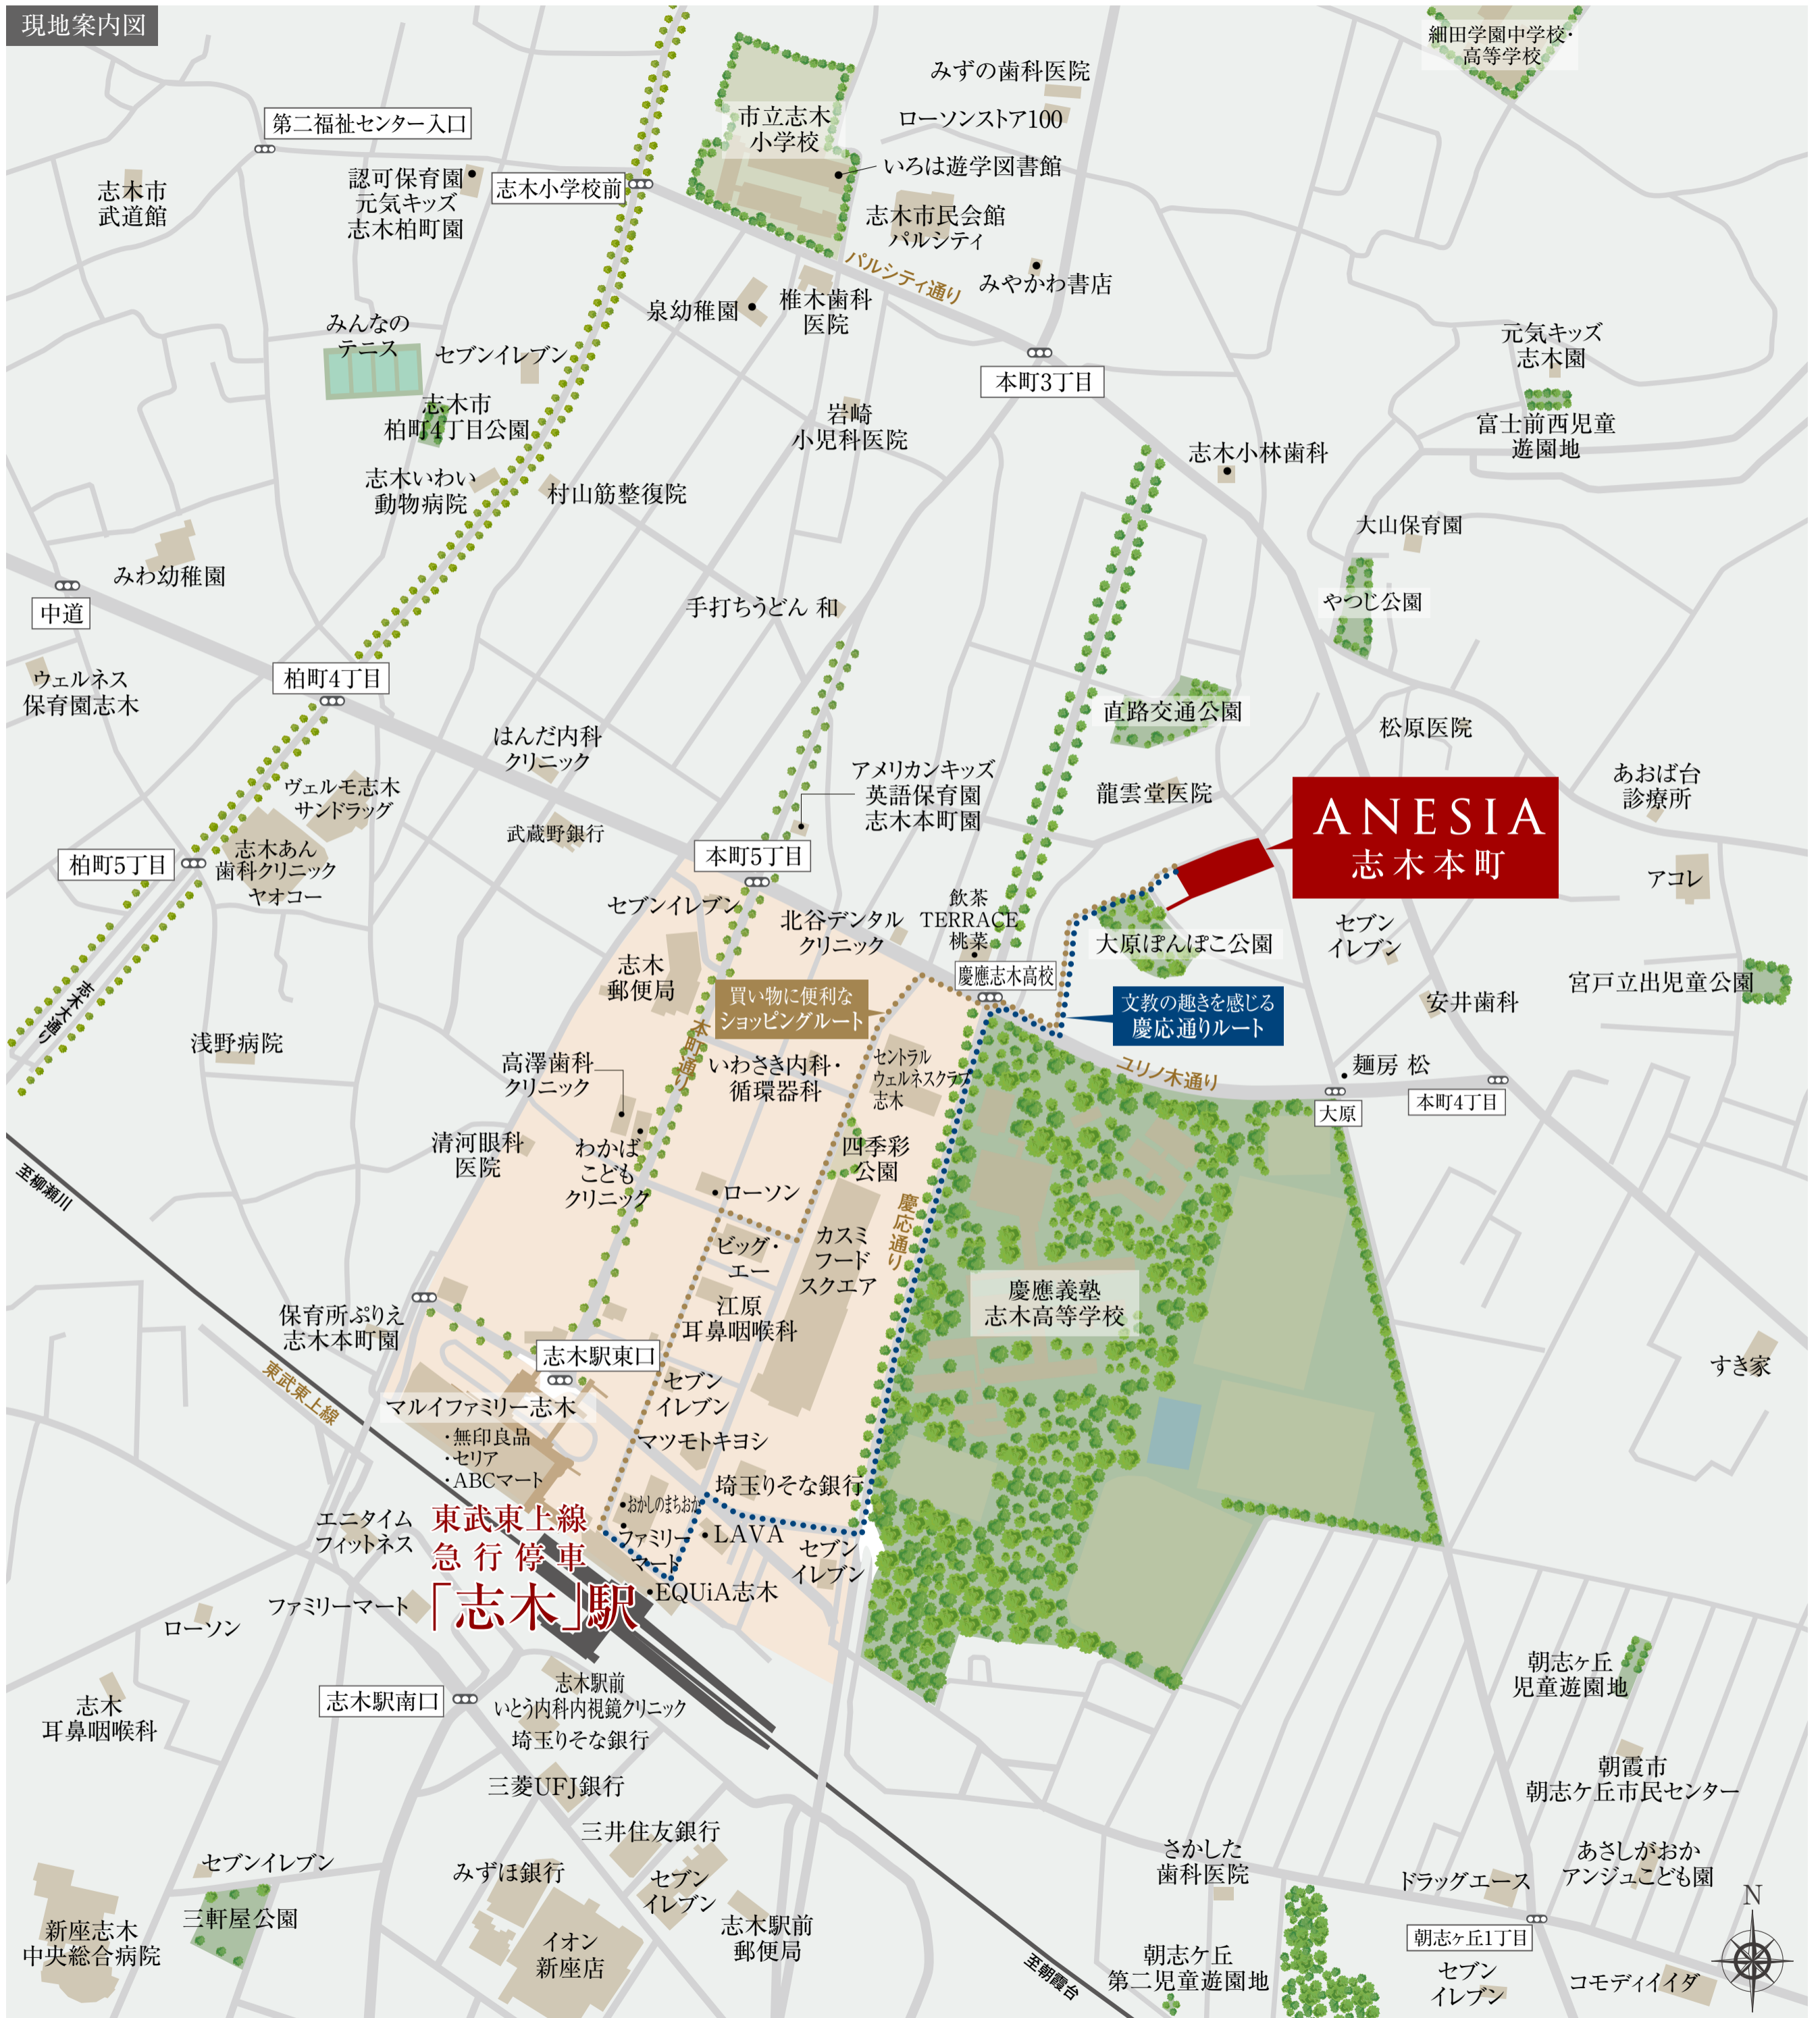 現地案内図
細田学園中学校・
高等学校
みずの歯科医院
ローソンストア100
市立志木
小学校
いろは遊学図書館
第二福祉センター入口
志木市
武道館
認可保育園
元気キッズ
志木柏町園
志木小学校前
志木市民会館
パルシティ
パルシティ通り
みやかわ書店
泉幼稚園
椎木歯科
医院
みんなの
テニス
セブンイレブン
本町3丁目
元気キッズ
志木園
富士前西児童
遊園地
志木市
柏町4丁目公園
岩崎
小児科医院
志木小林歯科
志木いわい
動物病院
村山筋整復院
大山保育園
みわ幼稚園
中道
手打ちうどん 和
やつじ公園
ウェルネス
保育園志木
柏町4丁目
直路交通公園
松原医院
はんだ内科
クリニック
アメリカンキッズ
英語保育園
志木本町園
龍雲堂医院
あおば台
診療所
ヴェルモ志木
サンドラッグ
武蔵野銀行
ANESIA
志木本町
柏町5丁目
志木あん
歯科クリニック
ヤオコー
本町5丁目
アコレ
セブンイレブン
北谷デンタル
クリニック
飲茶
TERRACE
桃菜
セブン
イレブン
大原ぽんぽこ公園
志木
郵便局
慶應志木高校
宮戸立出児童公園
買い物に便利な
ショッピングルート
文教の趣きを感じる
慶応通りルート
安井歯科
志木大通り
浅野病院
本町通り
高澤歯科
クリニック
いわさき内科・
循環器科
セントラル
ウェルネスクラブ
志木
ユリノ木通り
麺房 松
本町4丁目
大原
清河眼科
医院
わかば
こども
クリニック
四季彩
公園
至柳瀬川
ローソン
慶応通り
ビッグ・
エー
カスミ
フード
スクエア
慶應義塾
志木高等学校
保育所ぷりえ
志木本町園
江原
耳鼻咽喉科
志木駅東口
すき家
東武東上線
セブン
イレブン
マルイファミリー志木
・無印良品
・セリア
・ABCマート
マツモトキヨシ
埼玉りそな銀行
おかしのまちおか
エニタイム
フィットネス
東武東上線
急行停車
「志木」駅
ファミリー
マート
LAVA
セブン
イレブン
EQUiA志木
ファミリーマート
ローソン
志木
耳鼻咽喉科
志木駅南口
志木駅前
いとう内科内視鏡クリニック
埼玉りそな銀行
朝志ヶ丘
児童遊園地
三菱UFJ銀行
朝霞市
朝志ケ丘市民センター
三井住友銀行
さかした
歯科医院
セブンイレブン
みずほ銀行
セブン
イレブン
ドラッグエース
あさしがおか
アンジュこども園
三軒屋公園
新座志木
中央総合病院
イオン
新座店
志木駅前
郵便局
朝志ヶ丘1丁目
N
至朝霞台
朝志ケ丘
第二児童遊園地
セブン
イレブン
コモディイイダ